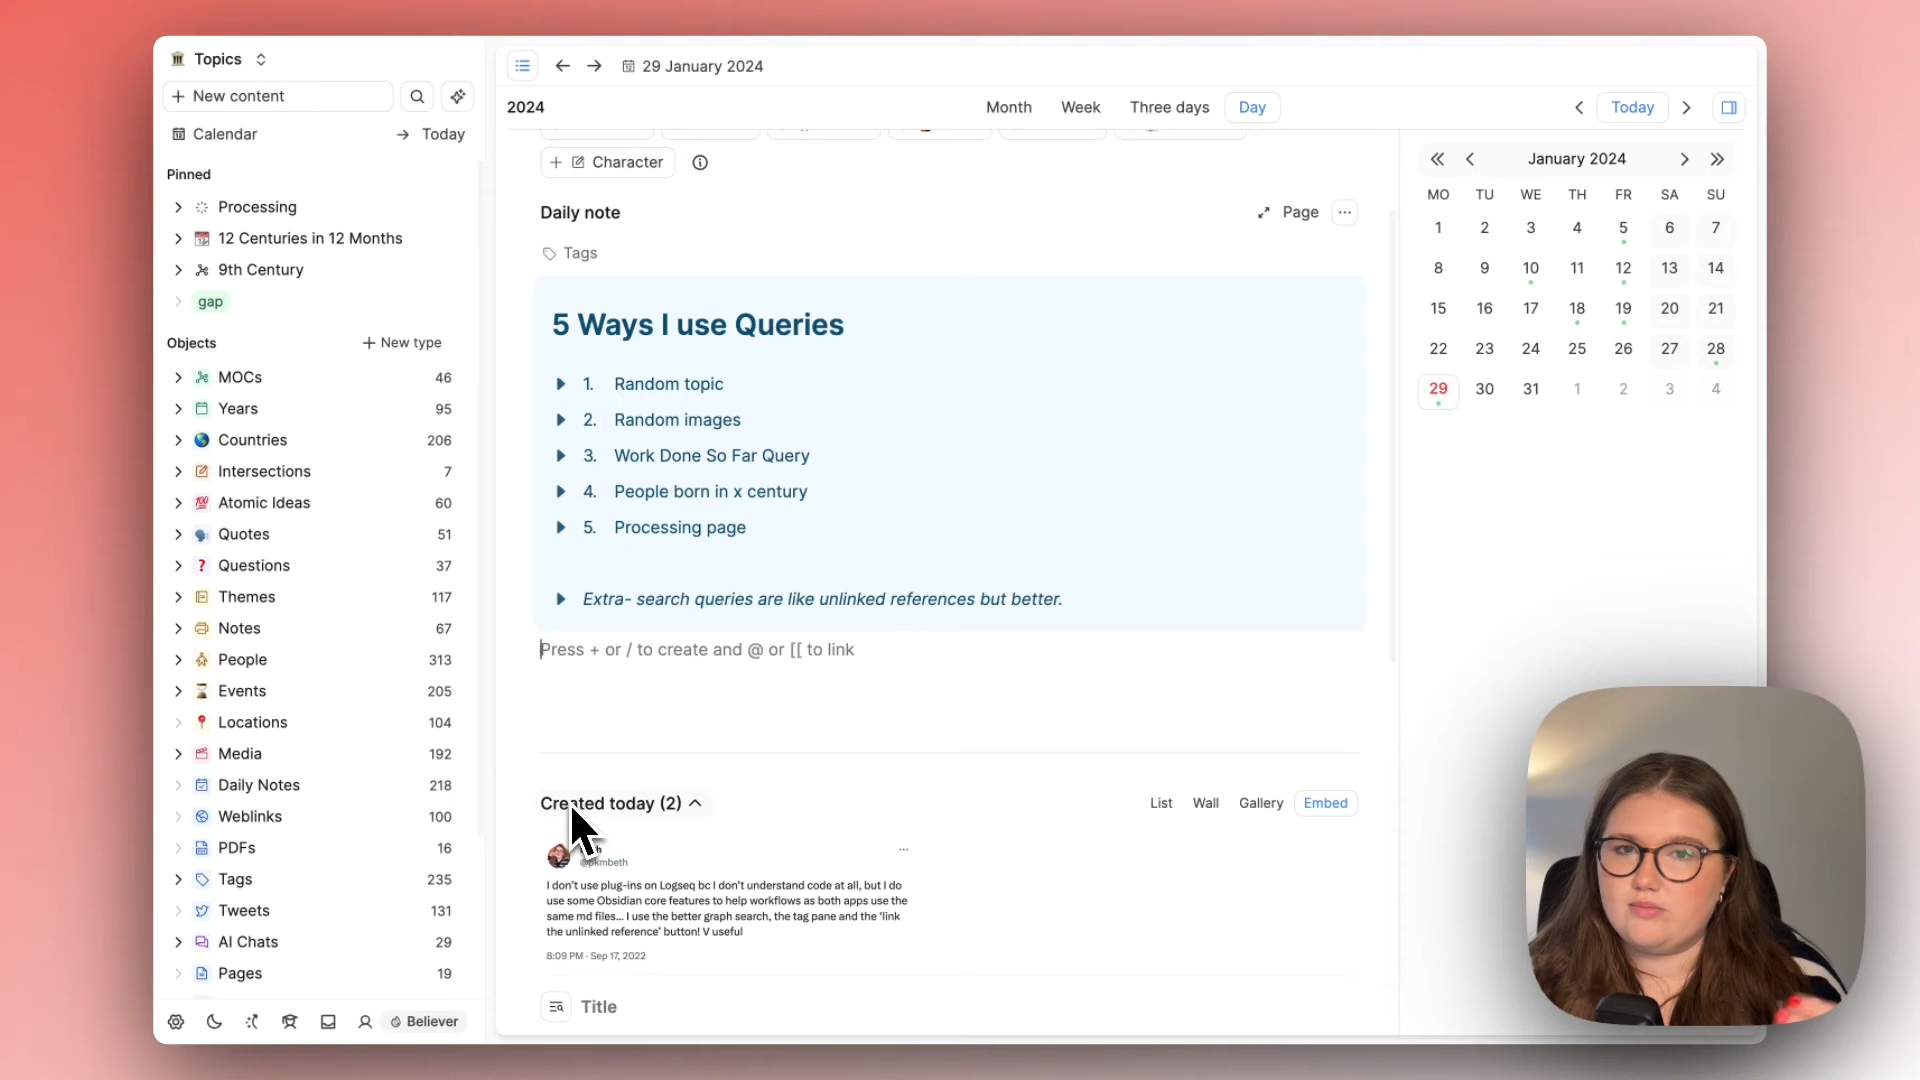 Topics
New content
Calendar
Today
Pinned
Processing
12 Centuries in 12 Months
9th Century
gap
Objects
New type
MOCs 46
Years 95
Countries 206
Intersections 7
Atomic Ideas 60
Quotes 51
Questions 37
Themes 117
Notes 67
People 313
Events 205
Locations 104
Media 192
Daily Notes 218
Weblinks 100
PDFs 16
Tags 235
Tweets 131
AI Chats 29
Pages 19
Believer
29 January 2024
2024
Month Week Three days Day
Today
Character
Daily note
Page
Tags
5 Ways I use Queries
1. Random topic
2. Random images
3. Work Done So Far Query
4. People born in x century
5. Processing page
Extra- search queries are like unlinked references but better.
Press + or / to create and @ or [[ to link
Created today (2)
List Wall Gallery Embed
@pkmbeth
I don't use plug-ins on Logseq bc I don't understand code at all, but I do
use some Obsidian core features to help workflows as both apps use the
same md files... I use the better graph search, the tag pane and the 'link
the unlinked reference' button! V useful
8:09 PM · Sep 17, 2022
Title
January 2024
MO TU WE TH FR SA SU
1 2 3 4 5 6 7
8 9 10 11 12 13 14
15 16 17 18 19 20 21
22 23 24 25 26 27 28
29 30 31 1 2 3 4